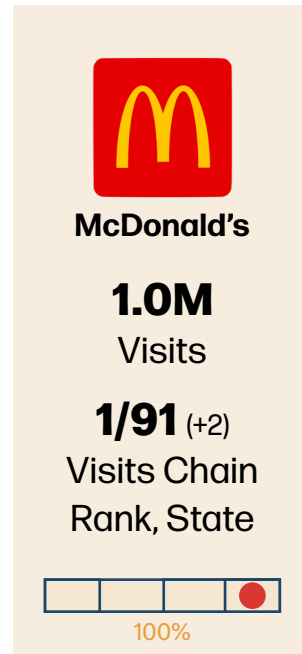 McDonald's
1.0M
Visits
1/91 (+2)
Visits Chain
Rank, State
100%